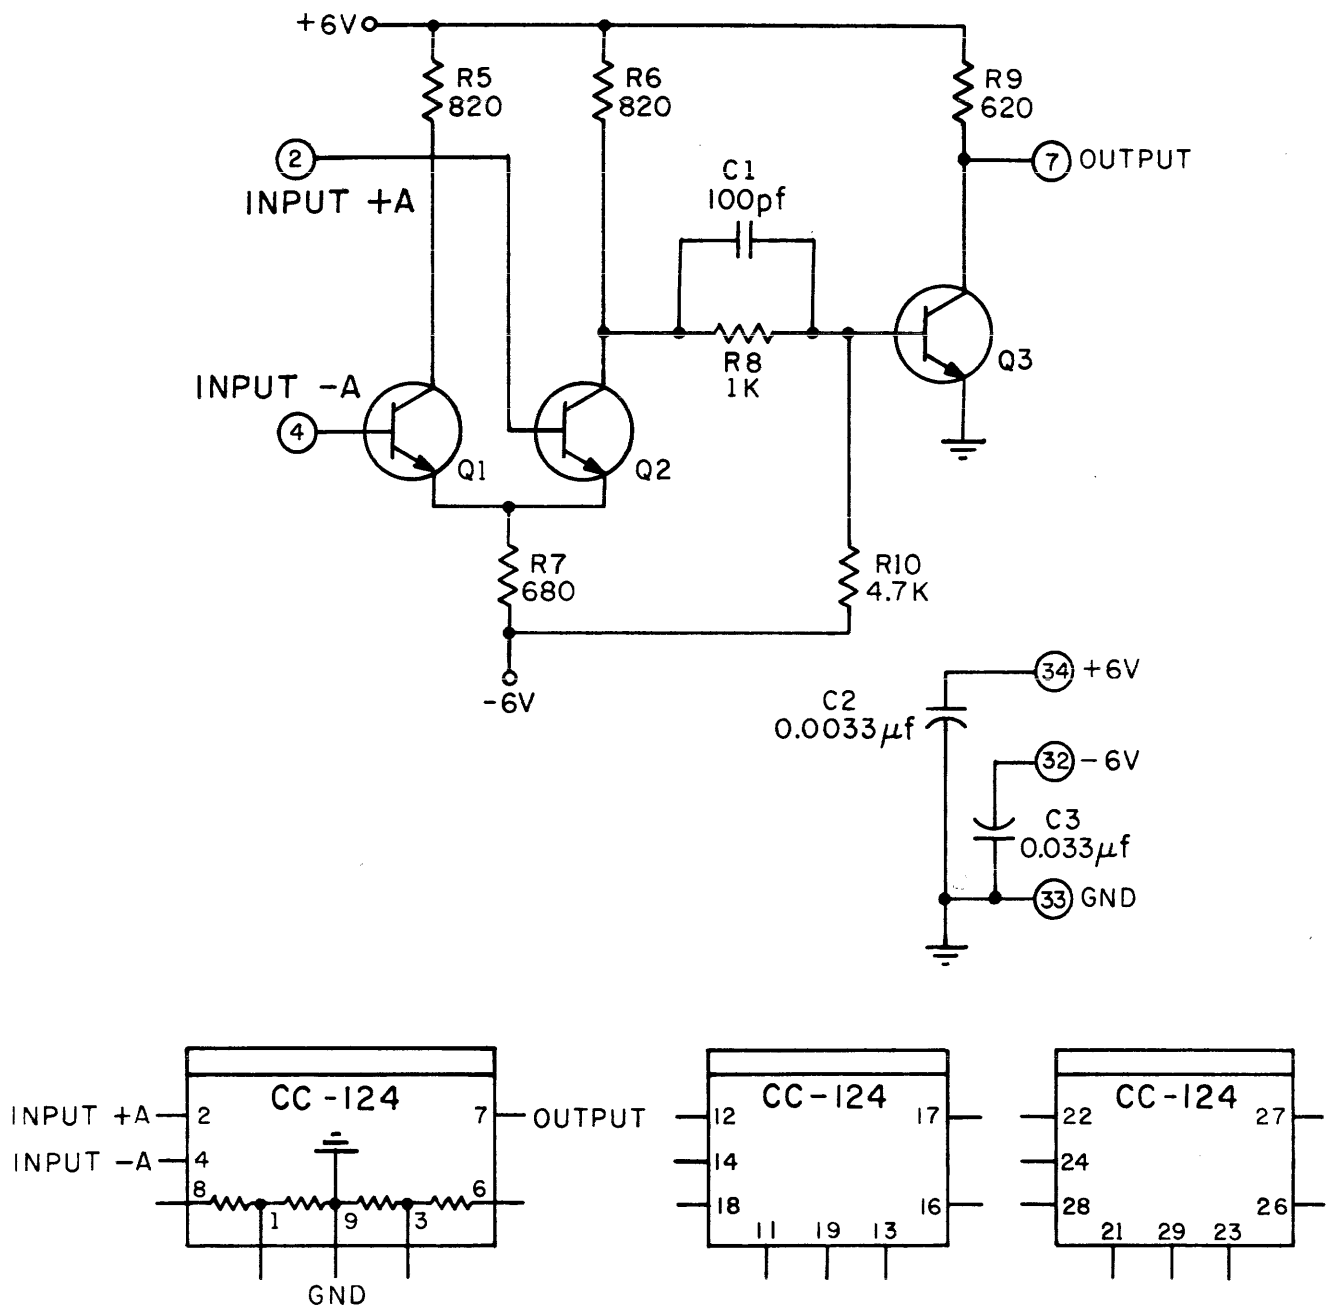 +6V
R5
820
R6
820
R9
620
2
INPUT +A
7 OUTPUT
C1
100pf
R8
1K
Q3
INPUT -A
4
Q1
Q2
R7
680
R10
4.7K
-6V
34 +6V
C2
0.0033µf
32 -6V
C3
0.033µf
33 GND
CC-124
INPUT +A 2
7 OUTPUT
INPUT -A 4
8
6
1
9
3
GND
CC-124
12
17
14
18
16
11 19 13
CC-124
22
27
24
28
26
21 29 23